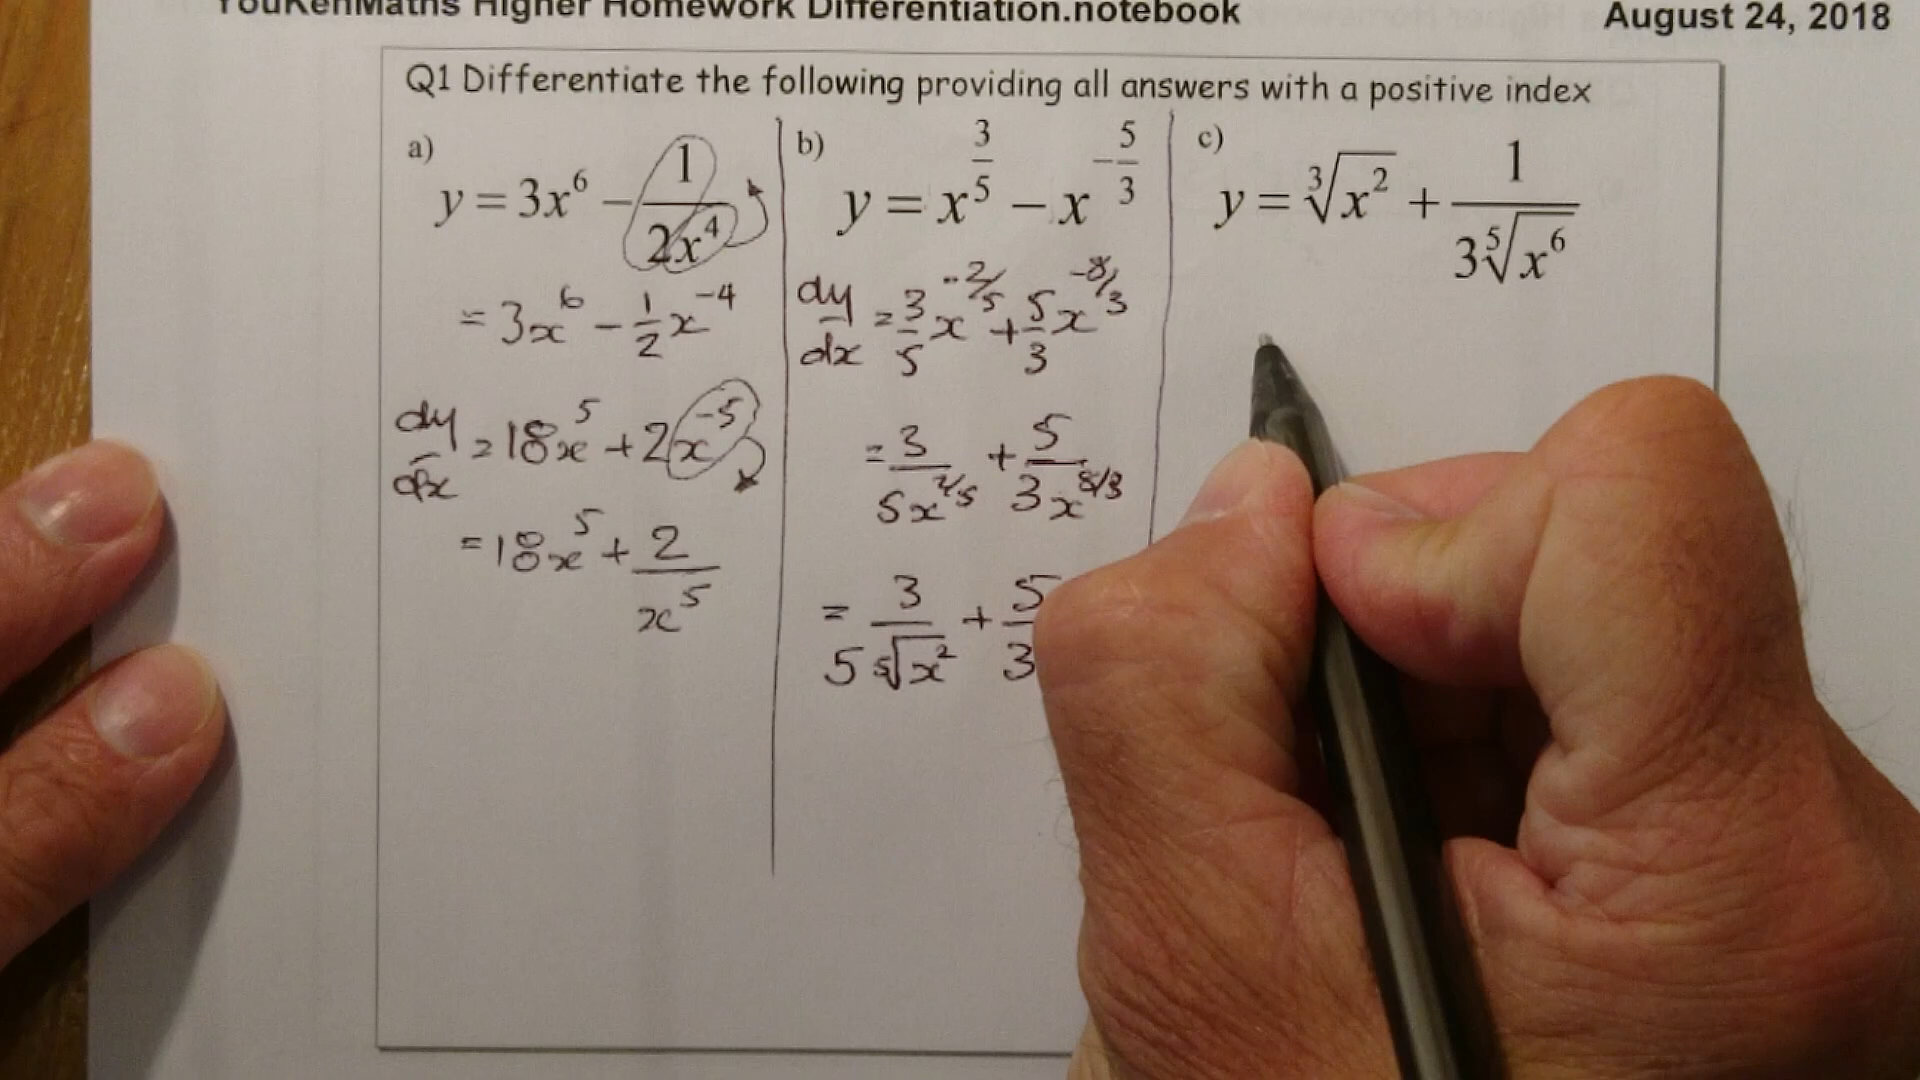 YouKenMaths Higher Homework Differentiation.notebook
August 24, 2018
Q1 Differentiate the following providing all answers with a positive index
a)
y = 3x⁶ − 1/(2x⁴)
= 3x⁶ − 1/2 x⁻⁴
dy/dx = 18x⁵ + 2x⁻⁵
= 18x⁵ + 2/x⁵
b)
y = x^(3/5) − x^(−5/3)
dy/dx = 3/5 x^(−2/5) + 5/3 x^(−8/3)
= 3/(5x^(2/5)) + 5/(3x^(8/3))
= 3/(5 ⁵√x²) + 5/3
c)
y = ³√x² + 1/(3 ⁵√x⁶)